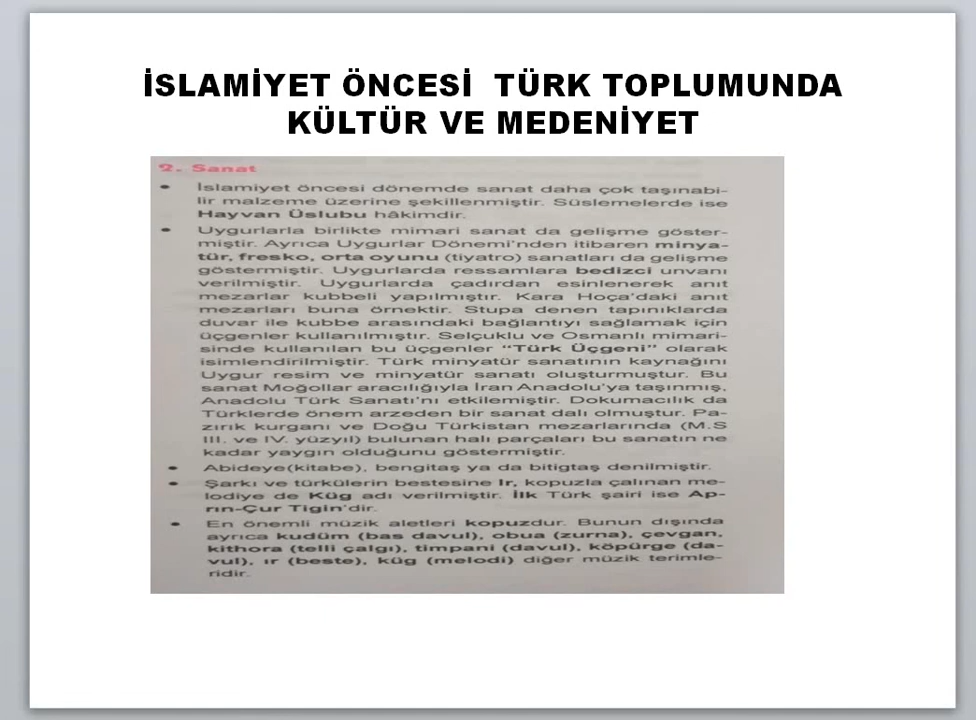 İSLAMİYET ÖNCESİ TÜRK TOPLUMUNDA
KÜLTÜR VE MEDENİYET
2. Sanat
• İslamiyet öncesi dönemde sanat daha çok taşınabi-
lir malzeme üzerine şekillenmiştir. Süslemelerde ise
Hayvan Üslubu hâkimdir.
• Uygurlarla birlikte mimari sanat da gelişme göster-
miştir. Ayrıca Uygurlar Dönemi'nden itibaren minya-
tür, fresko, orta oyunu (tiyatro) sanatları da gelişme
göstermiştir. Uygurlarda ressamlara bedizci unvanı
verilmiştir. Uygurlarda çadırdan esinlenerek anıt
mezarlar kubbeli yapılmıştır. Kara Hoça'daki anıt
mezarları buna örnektir. Stupa denen tapınıklarda
duvar ile kubbe arasındaki bağlantıyı sağlamak için
üçgenler kullanılmıştır. Selçuklu ve Osmanlı mimari-
sinde kullanılan bu üçgenler “Türk Üçgeni” olarak
isimlendirilmiştir. Türk minyatür sanatının kaynağını
Uygur resim ve minyatür sanatı oluşturmuştur. Bu
sanat Moğollar aracılığıyla İran Anadolu'ya taşınmış,
Anadolu Türk Sanatı'nı etkilemiştir. Dokumacılık da
Türklerde önem arzeden bir sanat dalı olmuştur. Pa-
zırık kurganı ve Doğu Türkistan mezarlarında (M.S
III. ve IV. yüzyıl) bulunan halı parçaları bu sanatın ne
kadar yaygın olduğunu göstermiştir.
• Abideye(kitabe), bengitaş ya da bitigtaş denilmiştir.
• Şarkı ve türkülerin bestesine Ir, kopuzla çalınan me-
lodiye de Küg adı verilmiştir. İlk Türk şairi ise Ap-
rın-Çur Tigin'dir.
• En önemli müzik aletleri kopuzdur. Bunun dışında
ayrıca kudüm (bas davul), obua (zurna), çevgan,
kithora (telli çalgı), timpani (davul), köpürge (da-
vul), ır (beste), küg (melodi) diğer müzik terimle-
ridir.